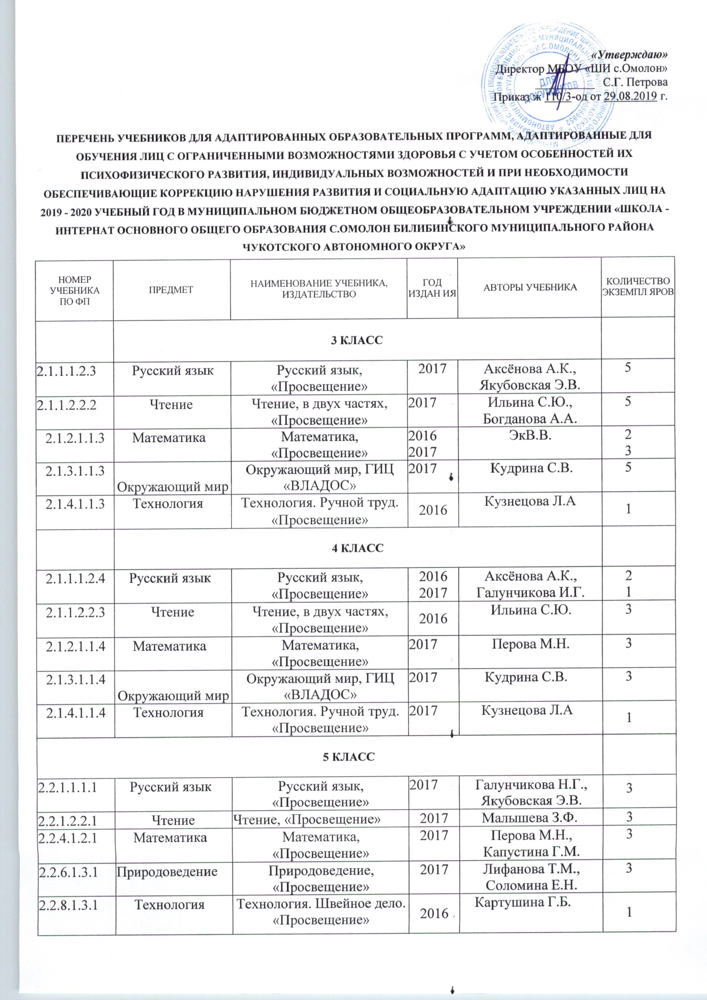 «Утверждаю»
Директор МБОУ «ШИ с.Омолон»
С.Г. Петрова
Приказ ж 110/3-од от 29,08.2019 г.
ДЛЯ
ДОКУМЕНТОВ
ПЕРЕЧЕНЬ УЧЕБНИКОВ ДЛЯ АДАПТИРОВАННЫХ ОБРАЗОВАТЕЛЬНЫХ ПРОГРАММ, АДАПТИРОВАННЫЕ ДЛЯ
ОБУЧЕНИЯ ЛИЦ С ОГРАНИЧЕННЫМИ ВОЗМОЖНОСТЯМИ ЗДОРОВЬЯ С УЧЕТОМ ОСОБЕННОСТЕЙ ИХ
ПСИХОФИЗИЧЕСКОГО РАЗВИТИЯ, ИНДИВИДУАЛЬНЫХ ВОЗМОЖНОСТЕЙ И ПРИ НЕОБХОДИМОСТИ
ОБЕСПЕЧИВАЮЩИЕ КОРРЕКЦИЮ НАРУШЕНИЯ РАЗВИТИЯ И СОЦИАЛЬНУЮ АДАПТАЦИЮ УКАЗАННЫХ ЛИЦ НА
2019 - 2020 УЧЕБНЫЙ ГОД В МУНИЦИПАЛЬНОМ БЮДЖЕТНОМ ОБЩЕОБРАЗОВАТЕЛЬНОМ УЧРЕЖДЕНИИ «ШКОЛА -
ИНТЕРНАТ ОСНОВНОГО ОБЩЕГО ОБРАЗОВАНИЯ С.ОМОЛОН БИЛИБИНСКОГО МУНИЦИПАЛЬНОГО РАЙОНА
ЧУКОТСКОГО АВТОНОМНОГО ОКРУГА»
НОМЕР
УЧЕБНИКА
ПО ФП
ПРЕДМЕТ
НАИМЕНОВАНИЕ УЧЕБНИКА,
ИЗДАТЕЛЬСТВО
ГОД
ИЗДАН ИЯ
АВТОРЫ УЧЕБНИКА
КОЛИЧЕСТВО
ЭКЗЕМПЛ ЯРОВ
3 КЛАСС
2.1.1.1.2.3 Русский язык Русский язык, 2017 Аксёнова А.К., 5
«Просвещение» Якубовская Э.В.
2.1.1.2.2.2 Чтение Чтение, в двух частях, 2017 Ильина С.Ю., 5
«Просвещение» Богданова А.А.
2.1.2.1.1.3 Математика Математика, 2016 ЭкВ.В. 2
«Просвещение» 2017 3
2.1.3.1.1.3 Окружающий мир, ГИЦ 2017 Кудрина С.В. 5
Окружающий мир «ВЛАДОС»
2.1.4.1.1.3 Технология Технология. Ручной труд. 2016 Кузнецова Л.А 1
«Просвещение»
4 КЛАСС
2.1.1.1.2.4 Русский язык Русский язык, 2016 Аксёнова А.К., 2
«Просвещение» 2017 Галунчикова И.Г. 1
2.1.1.2.2.3 Чтение Чтение, в двух частях, 2016 Ильина С.Ю. 3
«Просвещение»
2.1.2.1.1.4 Математика Математика, 2017 Перова М.Н. 3
«Просвещение»
2.1.3.1.1.4 Окружающий мир, ГИЦ 2017 Кудрина С.В. 3
Окружающий мир «ВЛАДОС»
2.1.4.1.1.4 Технология Технология. Ручной труд. 2017 Кузнецова Л.А 1
«Просвещение»
5 КЛАСС
2.2.1.1.1.1 Русский язык Русский язык, 2017 Галунчикова Н.Г., 3
«Просвещение» Якубовская Э.В.
2.2.1.2.2.1 Чтение Чтение, «Просвещение» 2017 Малышева З.Ф. 3
2.2.4.1.2.1 Математика Математика, 2017 Перова М.Н., 3
«Просвещение» Капустина Г.М.
2.2.6.1.3.1 Природоведение Природоведение, 2017 Лифанова Т.М., 3
«Просвещение» Соломина Е.Н.
2.2.8.1.3.1 Технология Технология. Швейное дело. 2016 Картушина Г.Б. 1
«Просвещение»